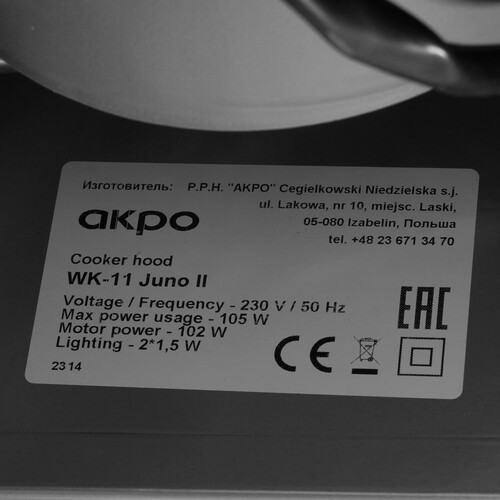 Изготовитель: P.P.H. "AKPO" Cegielkowski Niedzielska s.j.
ul. Lakowa, nr 10, miejsc. Laski,
05-080 Izabelin, Польша
tel. +48 23 671 34 70
akpo
Cooker hood
WK-11 Juno II
Voltage / Frequency - 230 V / 50 Hz
Max power usage - 105 W
Motor power - 102 W
Lighting - 2*1,5 W
2314
CE
EAC